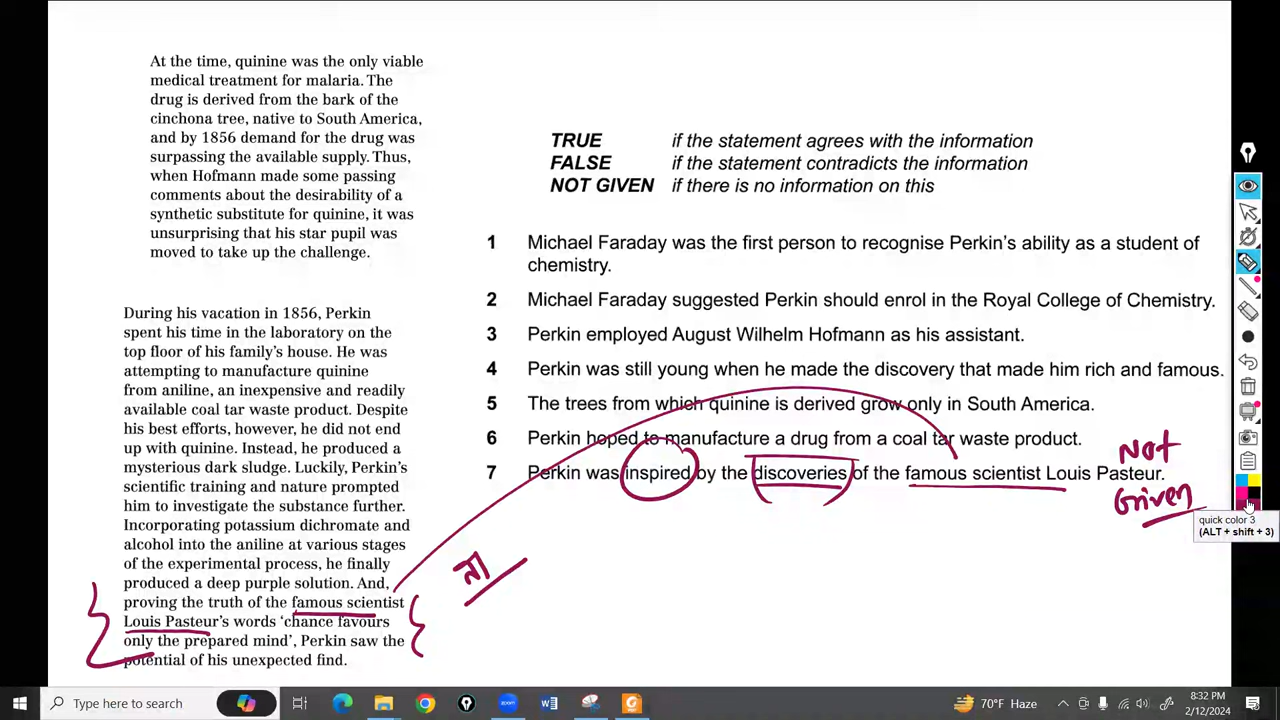 At the time, quinine was the only viable
medical treatment for malaria. The
drug is derived from the bark of the
cinchona tree, native to South America,
and by 1856 demand for the drug was
surpassing the available supply. Thus,
when Hofmann made some passing
comments about the desirability of a
synthetic substitute for quinine, it was
unsurprising that his star pupil was
moved to take up the challenge.
During his vacation in 1856, Perkin
spent his time in the laboratory on the
top floor of his family's house. He was
attempting to manufacture quinine
from aniline, an inexpensive and readily
available coal tar waste product. Despite
his best efforts, however, he did not end
up with quinine. Instead, he produced a
mysterious dark sludge. Luckily, Perkin's
scientific training and nature prompted
him to investigate the substance further.
Incorporating potassium dichromate and
alcohol into the aniline at various stages
of the experimental process, he finally
produced a deep purple solution. And,
proving the truth of the famous scientist
Louis Pasteur's words ‘chance favours
only the prepared mind’, Perkin saw the
potential of his unexpected find.
TRUE if the statement agrees with the information
FALSE if the statement contradicts the information
NOT GIVEN if there is no information on this
1 Michael Faraday was the first person to recognise Perkin's ability as a student of
chemistry.
2 Michael Faraday suggested Perkin should enrol in the Royal College of Chemistry.
3 Perkin employed August Wilhelm Hofmann as his assistant.
4 Perkin was still young when he made the discovery that made him rich and famous.
5 The trees from which quinine is derived grow only in South America.
6 Perkin hoped to manufacture a drug from a coal tar waste product.
7 Perkin was inspired by the discoveries of the famous scientist Louis Pasteur.
Not
Given
quick color 3
(ALT + shift + 3)
Type here to search
70°F Haze
8:32 PM
2/12/2024